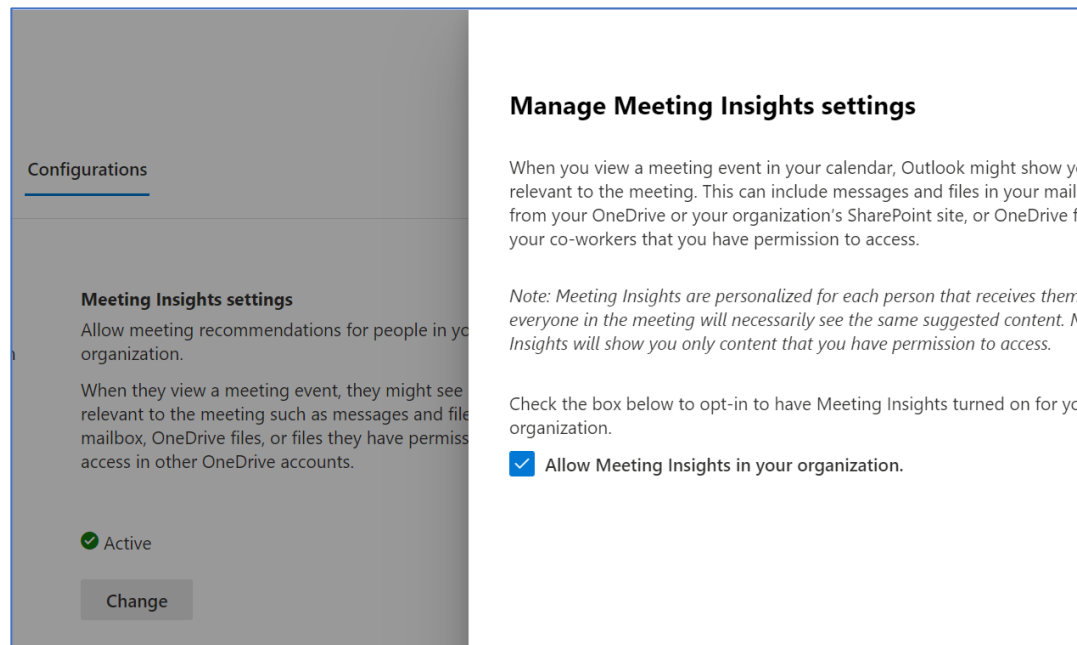 Configurations
Meeting Insights settings
Allow meeting recommendations for people in yo
organization.
When they view a meeting event, they might see
relevant to the meeting such as messages and file
mailbox, OneDrive files, or files they have permiss
access in other OneDrive accounts.
Active
Change
Manage Meeting Insights settings
When you view a meeting event in your calendar, Outlook might show yo
relevant to the meeting. This can include messages and files in your mail
from your OneDrive or your organization’s SharePoint site, or OneDrive f
your co-workers that you have permission to access.
Note: Meeting Insights are personalized for each person that receives them
everyone in the meeting will necessarily see the same suggested content. M
Insights will show you only content that you have permission to access.
Check the box below to opt-in to have Meeting Insights turned on for yo
organization.
Allow Meeting Insights in your organization.